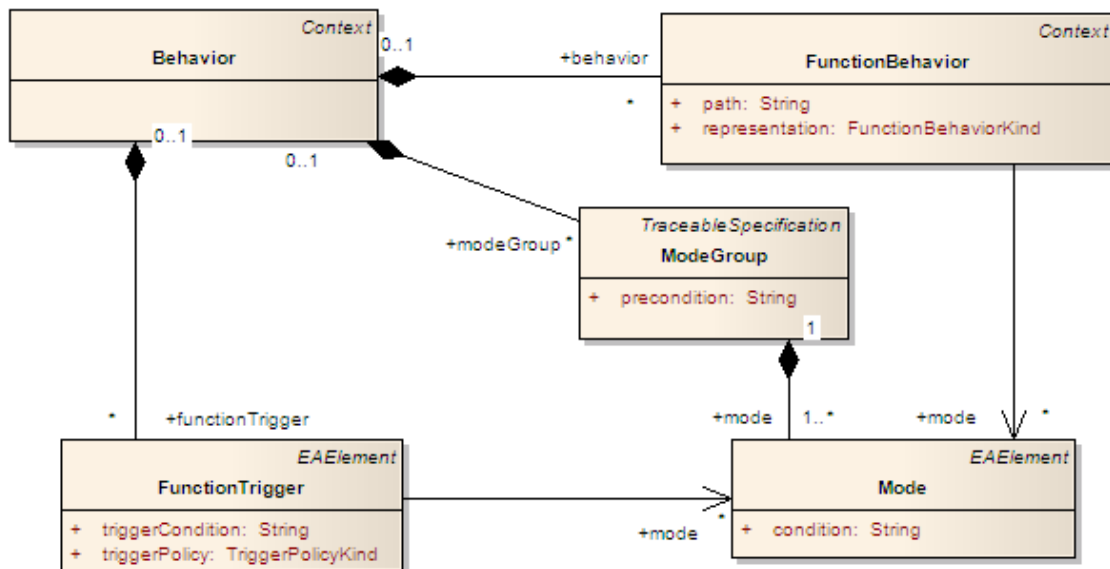 Context
Behavior
0..1
+behavior
*
Context
FunctionBehavior
+ path: String
+ representation: FunctionBehaviorKind
0..1
0..1
+modeGroup *
TraceableSpecification
ModeGroup
+ precondition: String
1
* +functionTrigger
+mode 1..*
+mode *
EAElement
FunctionTrigger
+ triggerCondition: String
+ triggerPolicy: TriggerPolicyKind
+mode *
EAElement
Mode
+ condition: String